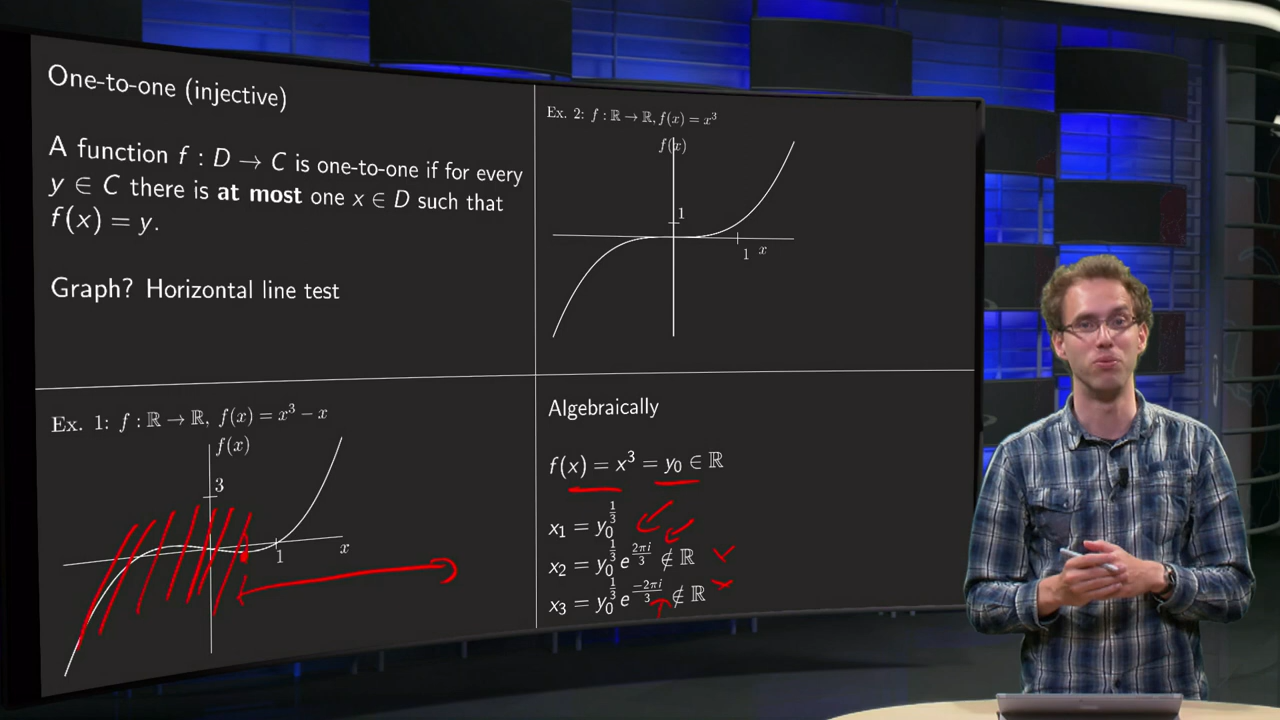 One-to-one (injective)
A function f : D → C is one-to-one if for every
y ∈ C there is at most one x ∈ D such that
f(x) = y.
Graph? Horizontal line test
Ex. 2: f : ℝ → ℝ, f(x) = x³
f(x)
1
1 x
Ex. 1: f : ℝ → ℝ, f(x) = x³ − x
f(x)
3
1 x
Algebraically
f(x) = x³ = y₀ ∈ ℝ
x₁ = y₀^{1/3}
x₂ = y₀^{1/3} e^{2πi/3} ∉ ℝ
x₃ = y₀^{1/3} e^{−2πi/3} ∉ ℝ